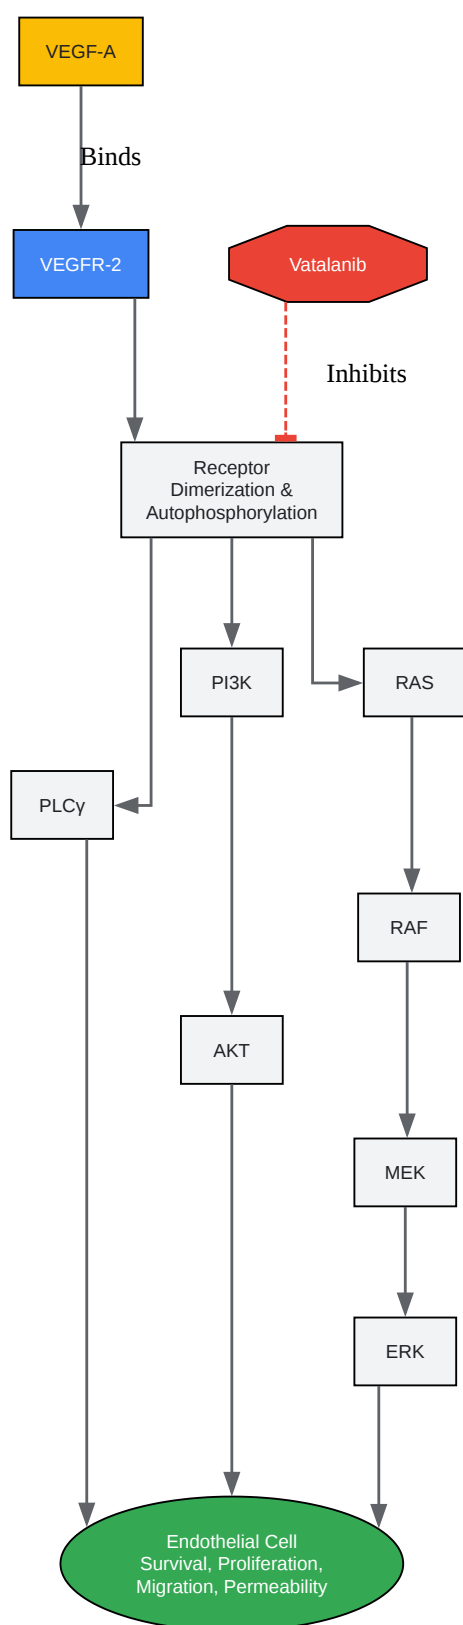 VEGF-A
Binds
VEGFR-2
Vatalanib
Inhibits
Receptor
Dimerization &
Autophosphorylation
PI3K
RAS
PLCγ
RAF
AKT
MEK
ERK
Endothelial Cell
Survival, Proliferation,
Migration, Permeability